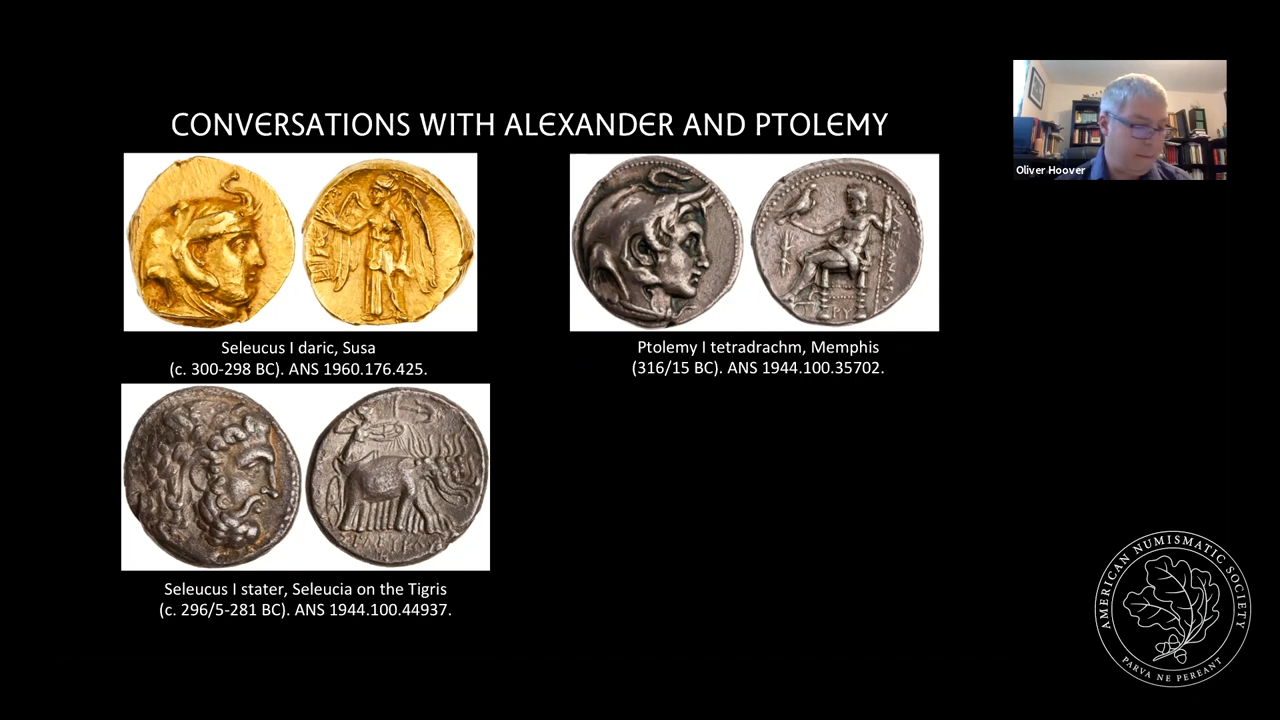 CONVERSATIONS WITH ALEXANDER AND PTOLEMY
Oliver Hoover
Seleucus I daric, Susa
(c. 300-298 BC). ANS 1960.176.425.
Ptolemy I tetradrachm, Memphis
(316/15 BC). ANS 1944.100.35702.
Seleucus I stater, Seleucia on the Tigris
(c. 296/5-281 BC). ANS 1944.100.44937.
AMERICAN NUMISMATIC SOCIETY
PARVA NE PEREANT